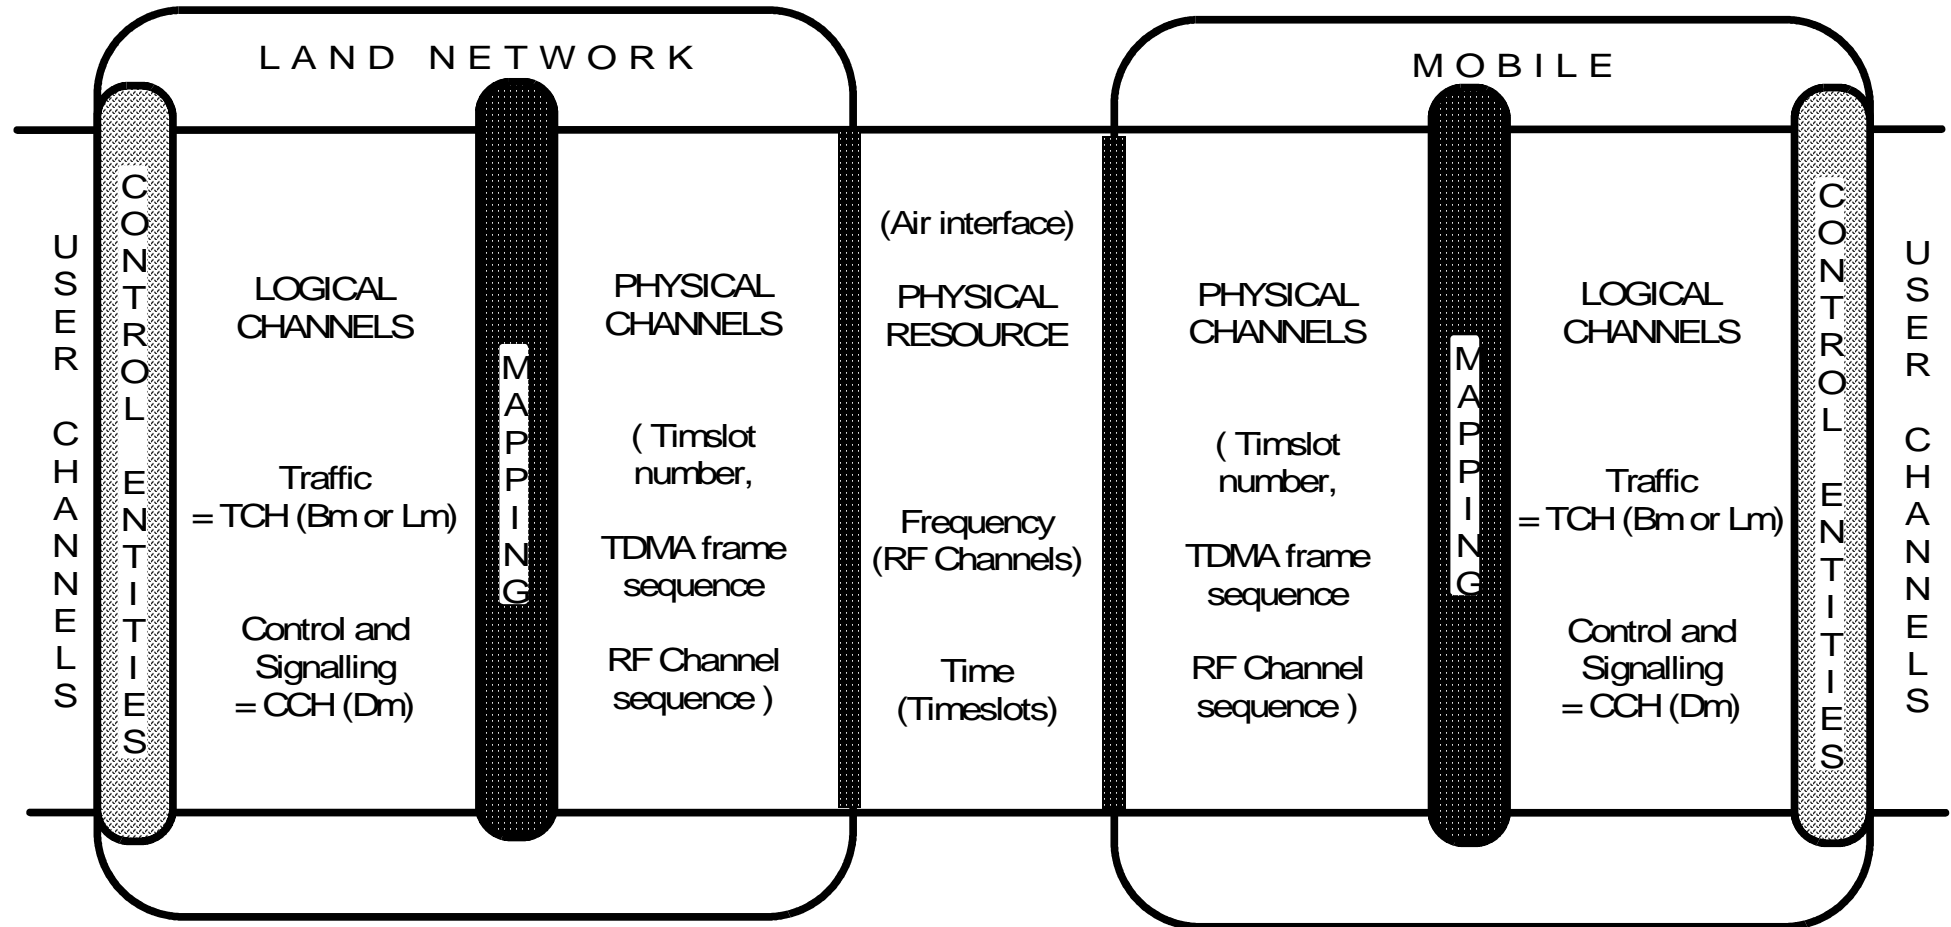 LAND NETWORK
MOBILE
USER CHANNELS
CONTROL ENTITIES
LOGICAL
CHANNELS
Traffic
= TCH (Bm or Lm)
Control and
Signalling
= CCH (Dm)
MAPPING
PHYSICAL
CHANNELS
( Timslot
number,
TDMA frame
sequence
RF Channel
sequence )
(Air interface)
PHYSICAL
RESOURCE
Frequency
(RF Channels)
Time
(Timeslots)
PHYSICAL
CHANNELS
( Timslot
number,
TDMA frame
sequence
RF Channel
sequence )
MAPPING
LOGICAL
CHANNELS
Traffic
= TCH (Bm or Lm)
Control and
Signalling
= CCH (Dm)
CONTROL ENTITIES
USER CHANNELS